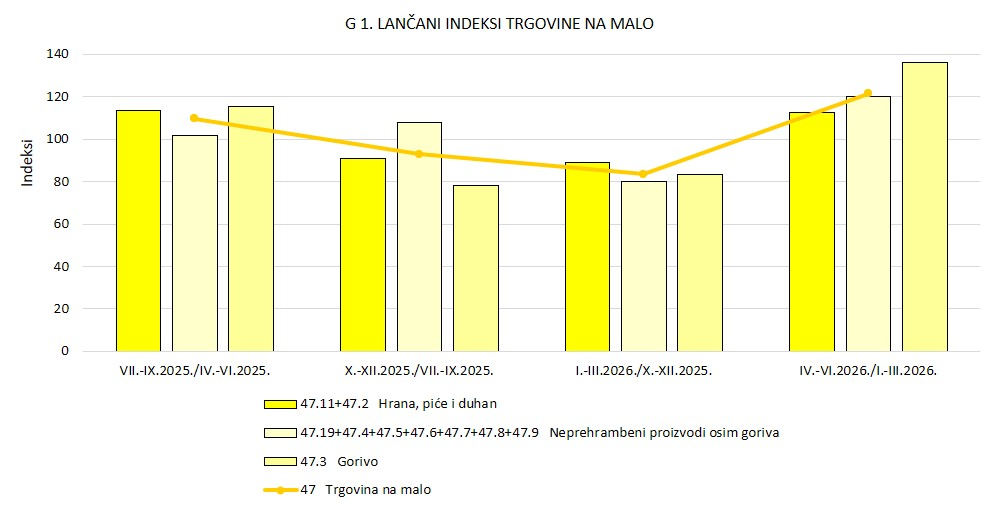 G 1. LANČANI INDEKSI TRGOVINE NA MALO
Indeksi
140
120
100
80
60
40
20
0
VII.-IX.2025./IV.-VI.2025.
X.-XII.2025./VII.-IX.2025.
I.-III.2026./X.-XII.2025.
IV.-VI.2026./I.-III.2026.
47.11+47.2 Hrana, piće i duhan
47.19+47.4+47.5+47.6+47.7+47.8+47.9 Neprehrambeni proizvodi osim goriva
47.3 Gorivo
47 Trgovina na malo